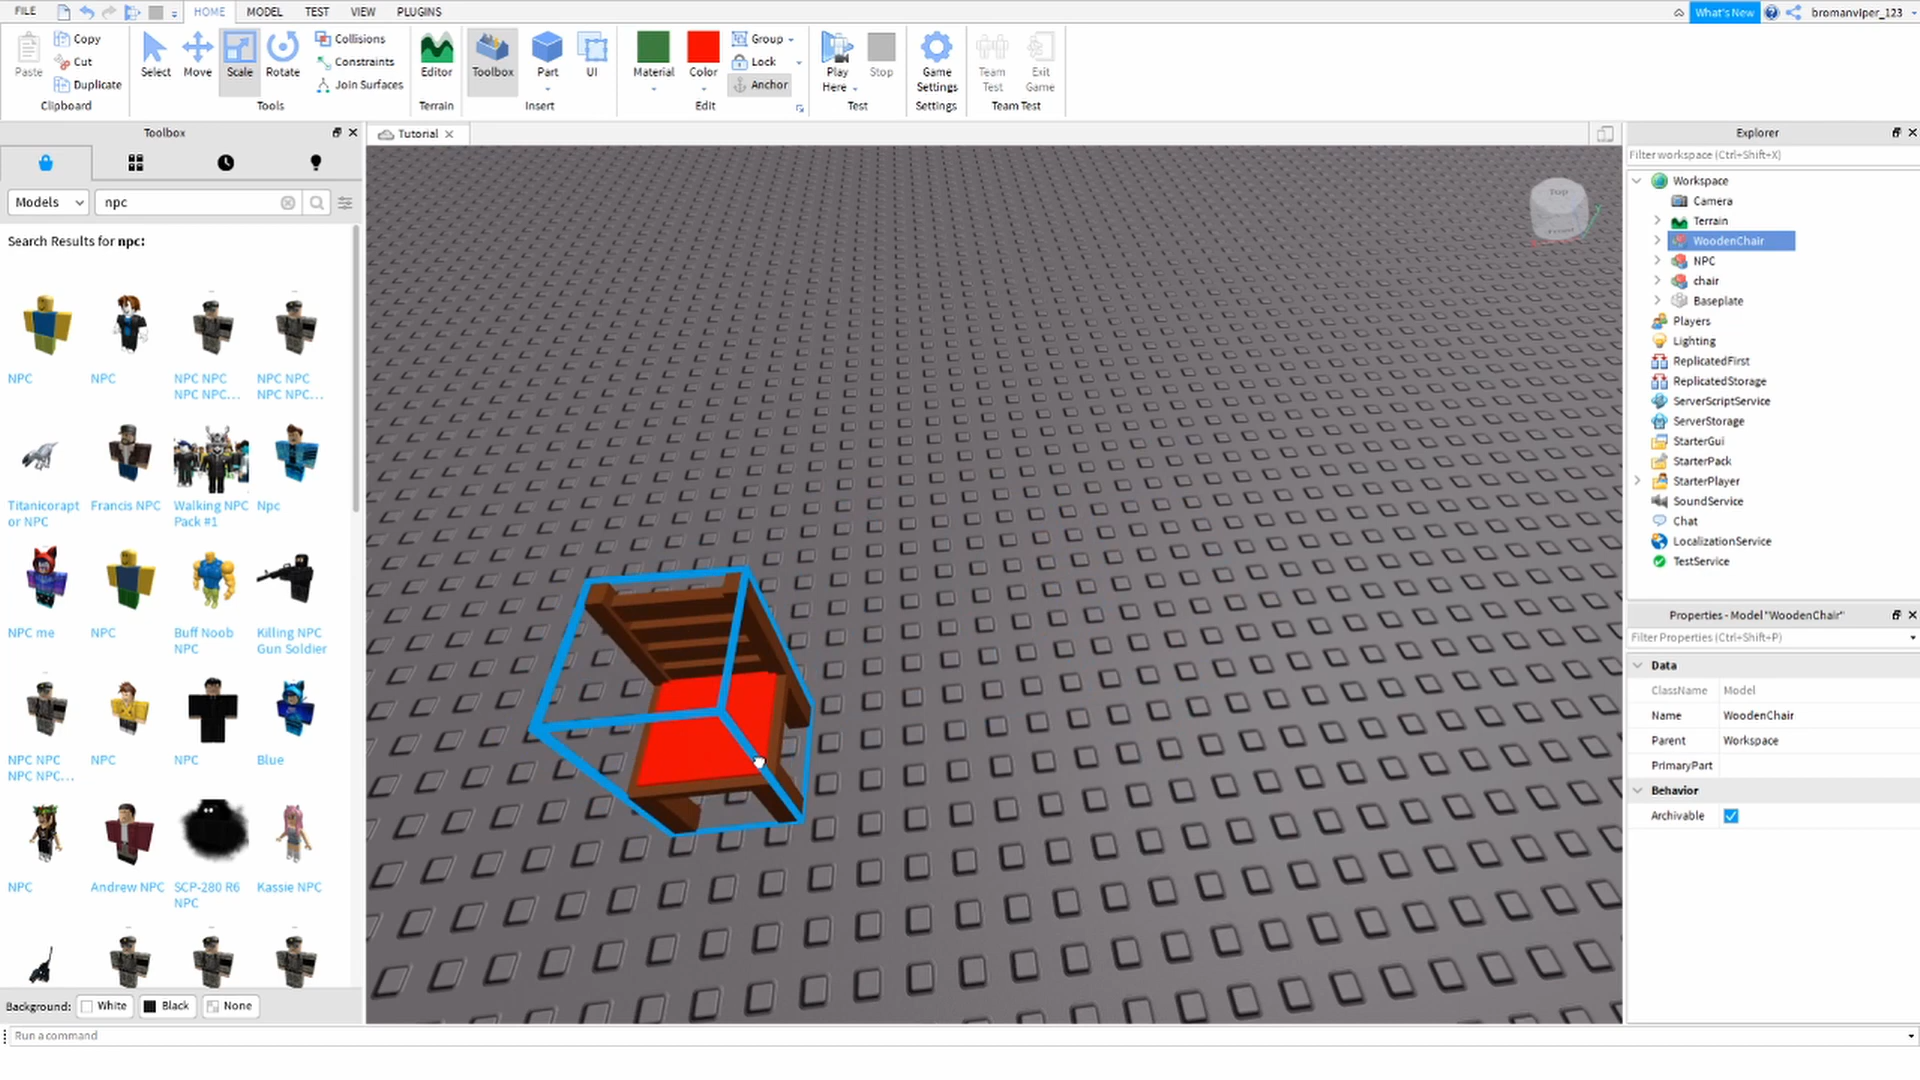 FILE HOME MODEL TEST VIEW PLUGINS What's New bromanviper_123
Paste Copy Cut Duplicate Clipboard
Select Move Scale Rotate Collisions Constraints Join Surfaces Tools
Editor Terrain
Toolbox Part UI Insert
Material Color Group Lock Anchor Edit
Play Here Stop Test
Game Settings Settings
Team Test Exit Game Team Test
Toolbox
Models npc
Search Results for npc:
NPC NPC NPC NPC NPC NPC... NPC NPC NPC NPC...
Titanicorapt or NPC Francis NPC Walking NPC Pack #1 Npc
NPC me NPC Buff Noob NPC Killing NPC Gun Soldier
NPC NPC NPC NPC... NPC NPC Blue
NPC Andrew NPC SCP-280 R6 NPC Kassie NPC
Background: White Black None
Run a command
Tutorial
Top
Front
Explorer
Filter workspace (Ctrl+Shift+X)
Workspace
Camera
Terrain
WoodenChair
NPC
chair
Baseplate
Players
Lighting
ReplicatedFirst
ReplicatedStorage
ServerScriptService
ServerStorage
StarterGui
StarterPack
StarterPlayer
SoundService
Chat
LocalizationService
TestService
Properties - Model "WoodenChair"
Filter Properties (Ctrl+Shift+P)
Data
ClassName Model
Name WoodenChair
Parent Workspace
PrimaryPart
Behavior
Archivable